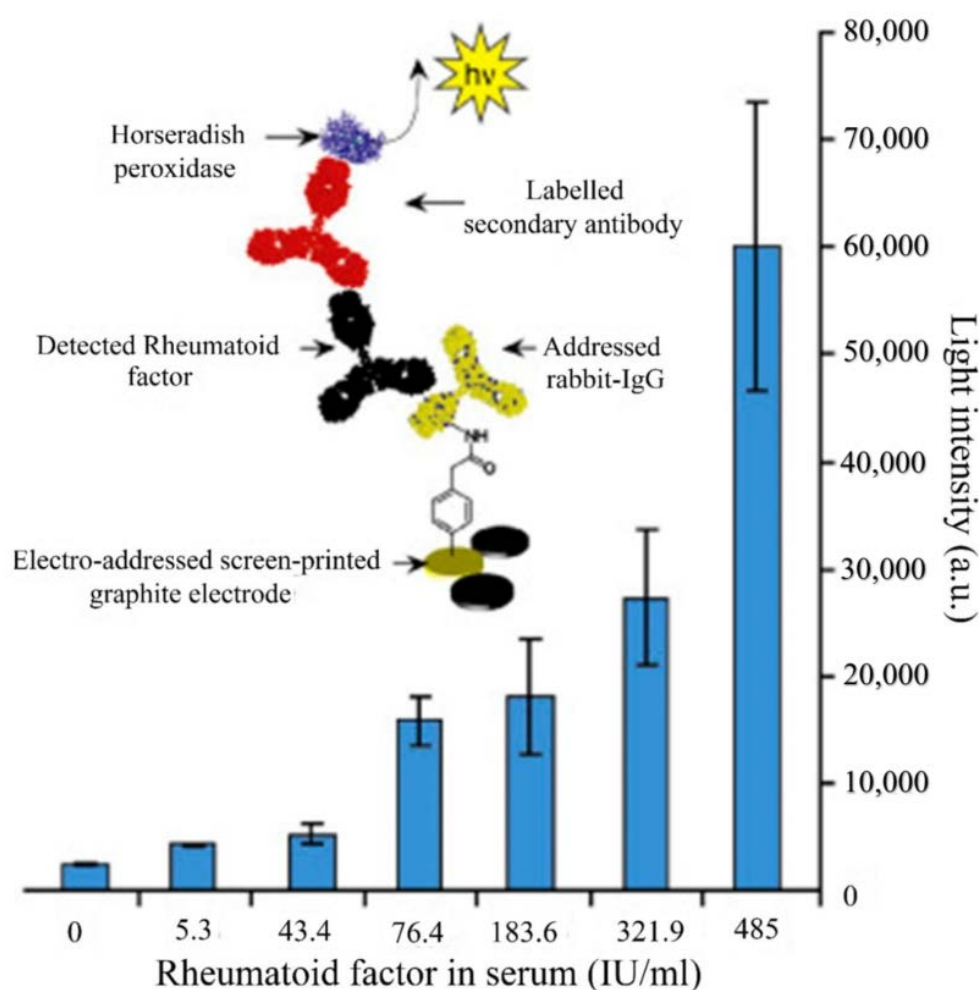 hν
Horseradish
peroxidase
Labelled
secondary antibody
Detected Rheumatoid
factor
Addressed
rabbit-IgG
NH
O
Electro-addressed screen-printed
graphite electrode
80,000
70,000
60,000
50,000
40,000
30,000
20,000
10,000
0
Light intensity (a.u.)
0 5.3 43.4 76.4 183.6 321.9 485
Rheumatoid factor in serum (IU/ml)